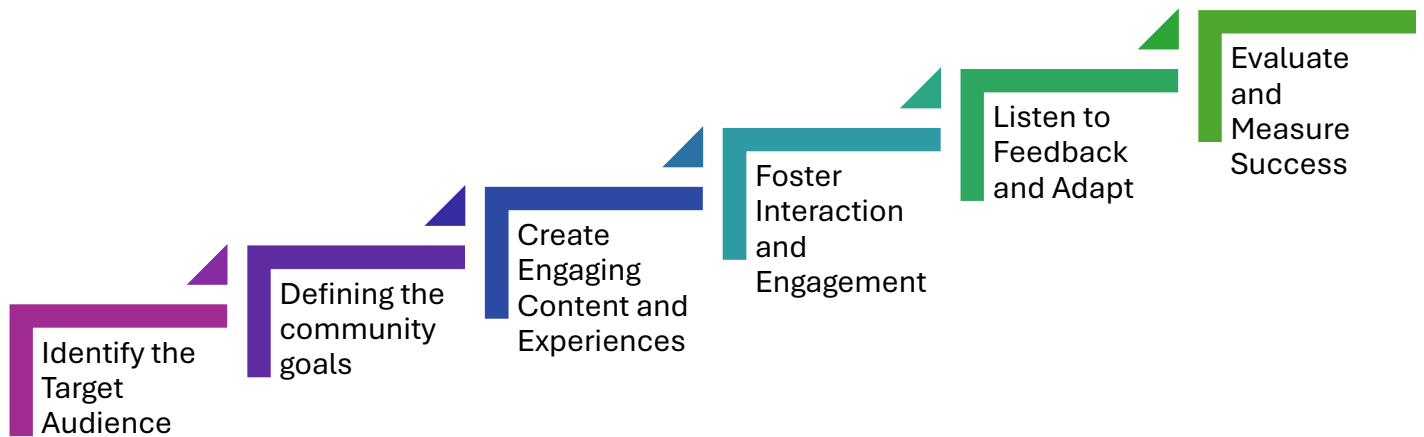 Identify the
Target
Audience
Defining the
community
goals
Create
Engaging
Content and
Experiences
Foster
Interaction
and
Engagement
Listen to
Feedback
and Adapt
Evaluate
and
Measure
Success